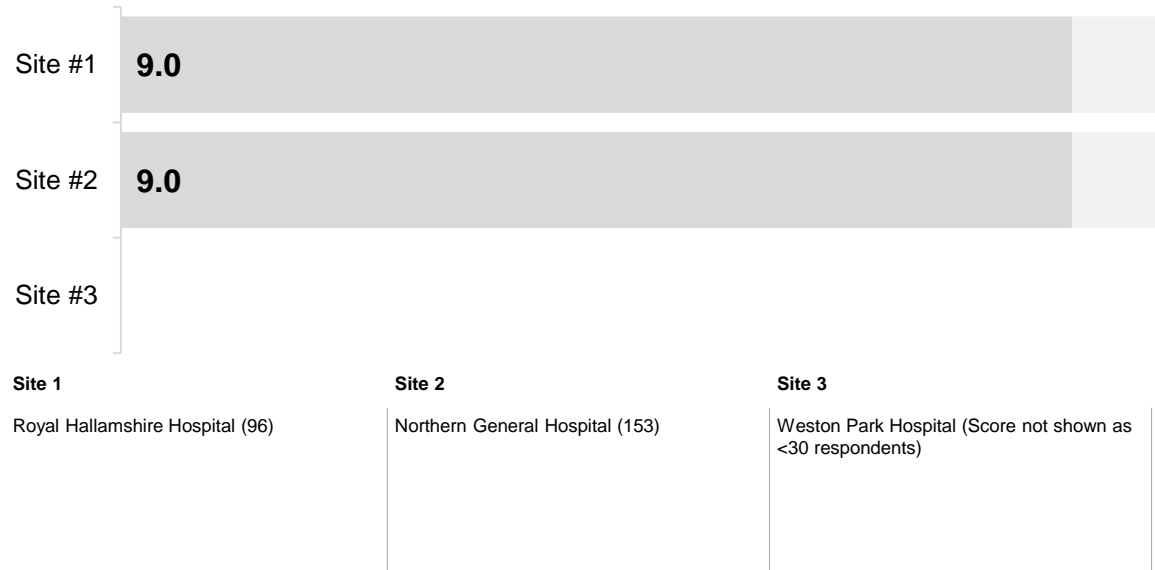 Site #1
9.0
Site #2
9.0
Site #3
Site 1
Site 2
Site 3
Royal Hallamshire Hospital (96)
Northern General Hospital (153)
Weston Park Hospital (Score not shown as
<30 respondents)